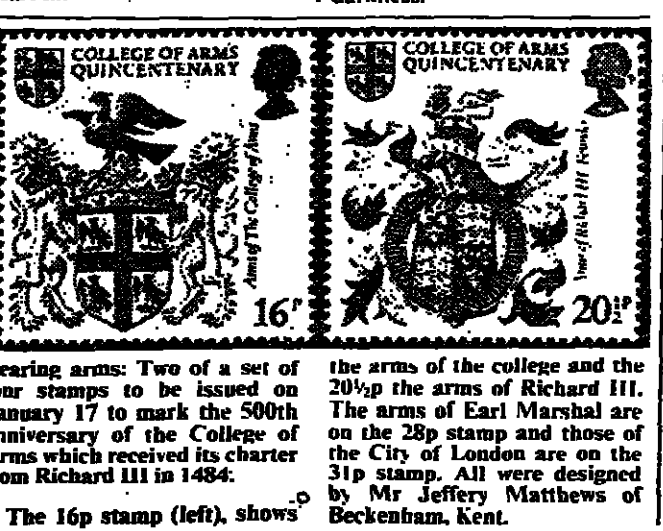 COLLEGE OF ARMS
QUINCENTENARY
Arms of The College of Arms
16P
COLLEGE OF ARMS
QUINCENTENARY
Arms of Richard III Founder
20½P
earing arms: Two of a set of
our stamps to be issued on
anuary 17 to mark the 500th
nniversary of the College of
rms which received its charter
om Richard III in 1484.
The 16p stamp (left), shows
the arms of the college and the
20½p the arms of Richard III.
The arms of Earl Marshal are
on the 28p stamp and those of
the City of London are on the
31p stamp. All were designed
by Mr Jeffery Matthews of
Beckenham, Kent.